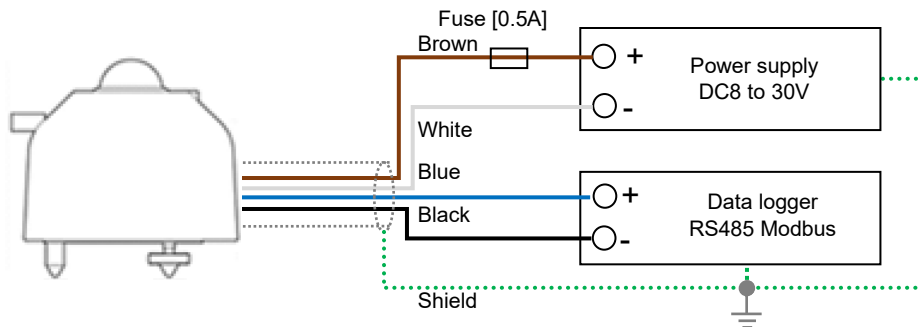 Fuse [0.5A]
Brown
+
Power supply
DC8 to 30V
-
White
Blue
+
Data logger
RS485 Modbus
Black
-
Shield